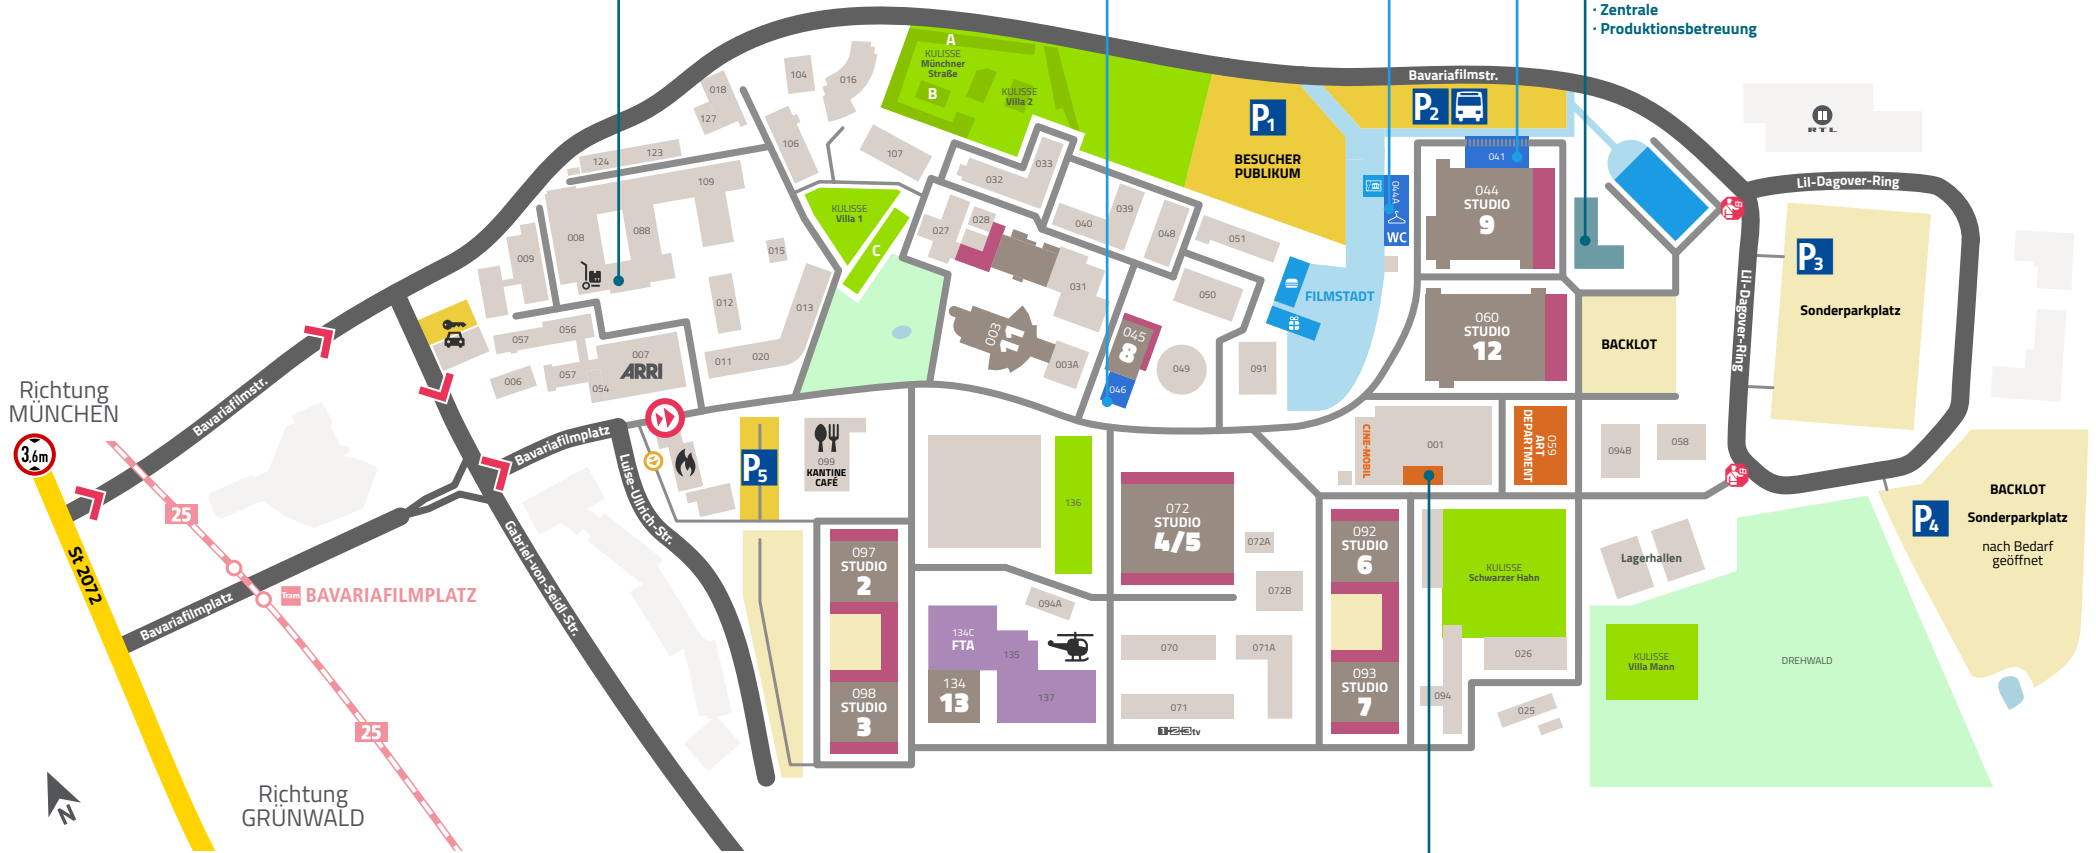 · Zentrale
· Produktionsbetreuung
Bavariafilmstr.
A
KULISSE
Münchner
Straße
B
KULISSE
Villa 2
104
016
018
127
106
107
124
123
109
P1
BESUCHER
PUBLIKUM
P2
RTL
041
044
STUDIO
9
044A
WC
Lil-Dagover-Ring
033
032
039
040
048
051
028
027
KULISSE
Villa 1
C
008
088
015
009
012
013
031
050
FILMSTADT
P3
Sonderparkplatz
Lil-Dagover-Ring
060
STUDIO
12
BACKLOT
003
11
003A
045
8
046
049
091
056
057
057
006
054
007
ARRI
011
020
Richtung
MÜNCHEN
3,6m
Bavariafilmstr.
Bavariafilmplatz
Luise-Ullrich-Str.
P5
099
KANTINE
CAFÉ
CINE-MOBIL
001
059
ART
DEPARTMENT
094B
058
25
St 2072
136
072
STUDIO
4/5
072A
072B
092
STUDIO
6
KULISSE
Schwarzer Hahn
Lagerhallen
P4
BACKLOT
Sonderparkplatz
nach Bedarf
geöffnet
097
STUDIO
2
Gabriel-von-Seidl-Str.
Tram
BAVARIAFILMPLATZ
Bavariafilmplatz
094A
134C
FTA
135
137
134
13
070
071A
071
123tv
093
STUDIO
7
094
026
025
KULISSE
Villa Mann
DREHWALD
098
STUDIO
3
25
Richtung
GRÜNWALD
N